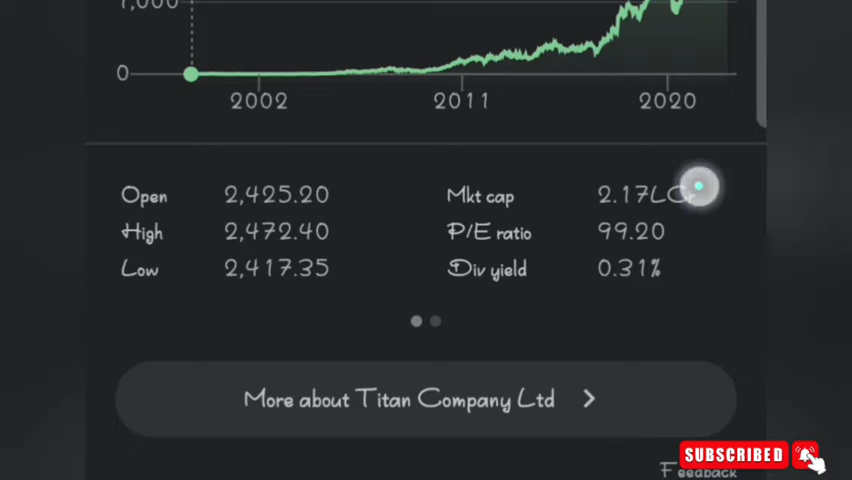 1,000
0
2002 2011 2020
Open 2,425.20 Mkt cap 2.17LCr
High 2,472.40 P/E ratio 99.20
Low 2,417.35 Div yield 0.31%
More about Titan Company Ltd >
SUBSCRIBED
Feedback